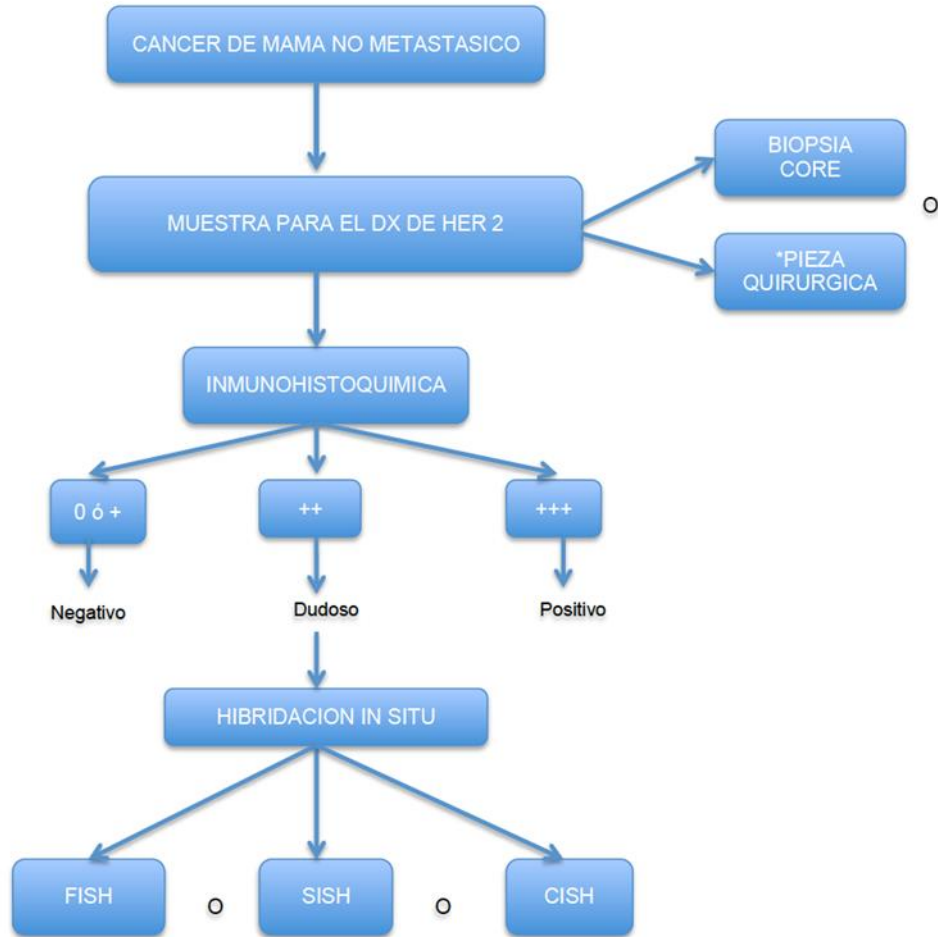 CANCER DE MAMA NO METASTASICO
BIOPSIA
CORE
O
MUESTRA PARA EL DX DE HER 2
*PIEZA
QUIRURGICA
INMUNOHISTOQUIMICA
0 ó +
++
+++
Negativo
Dudoso
Positivo
HIBRIDACION IN SITU
FISH
O
SISH
O
CISH